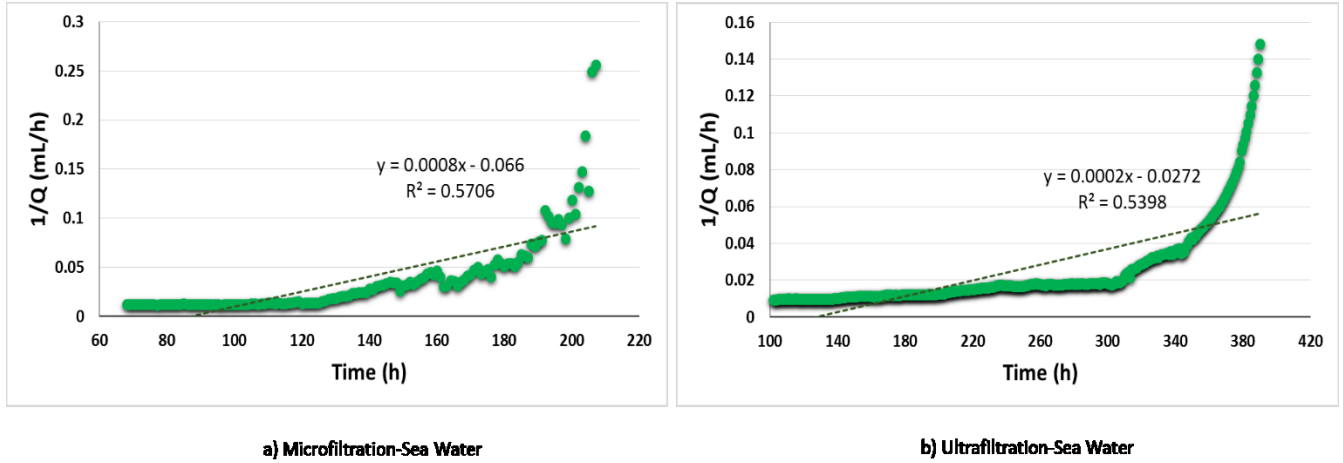 0.3
0.25
0.2
0.15
0.1
0.05
0
1/Q (mL/h)
y = 0.0008x - 0.066
R² = 0.5706
60 80 100 120 140 160 180 200 220
Time (h)
a) Microfiltration-Sea Water
0.16
0.14
0.12
0.1
0.08
0.06
0.04
0.02
0
1/Q (mL/h)
y = 0.0002x - 0.0272
R² = 0.5398
100 140 180 220 260 300 340 380 420
Time (h)
b) Ultrafiltration-Sea Water